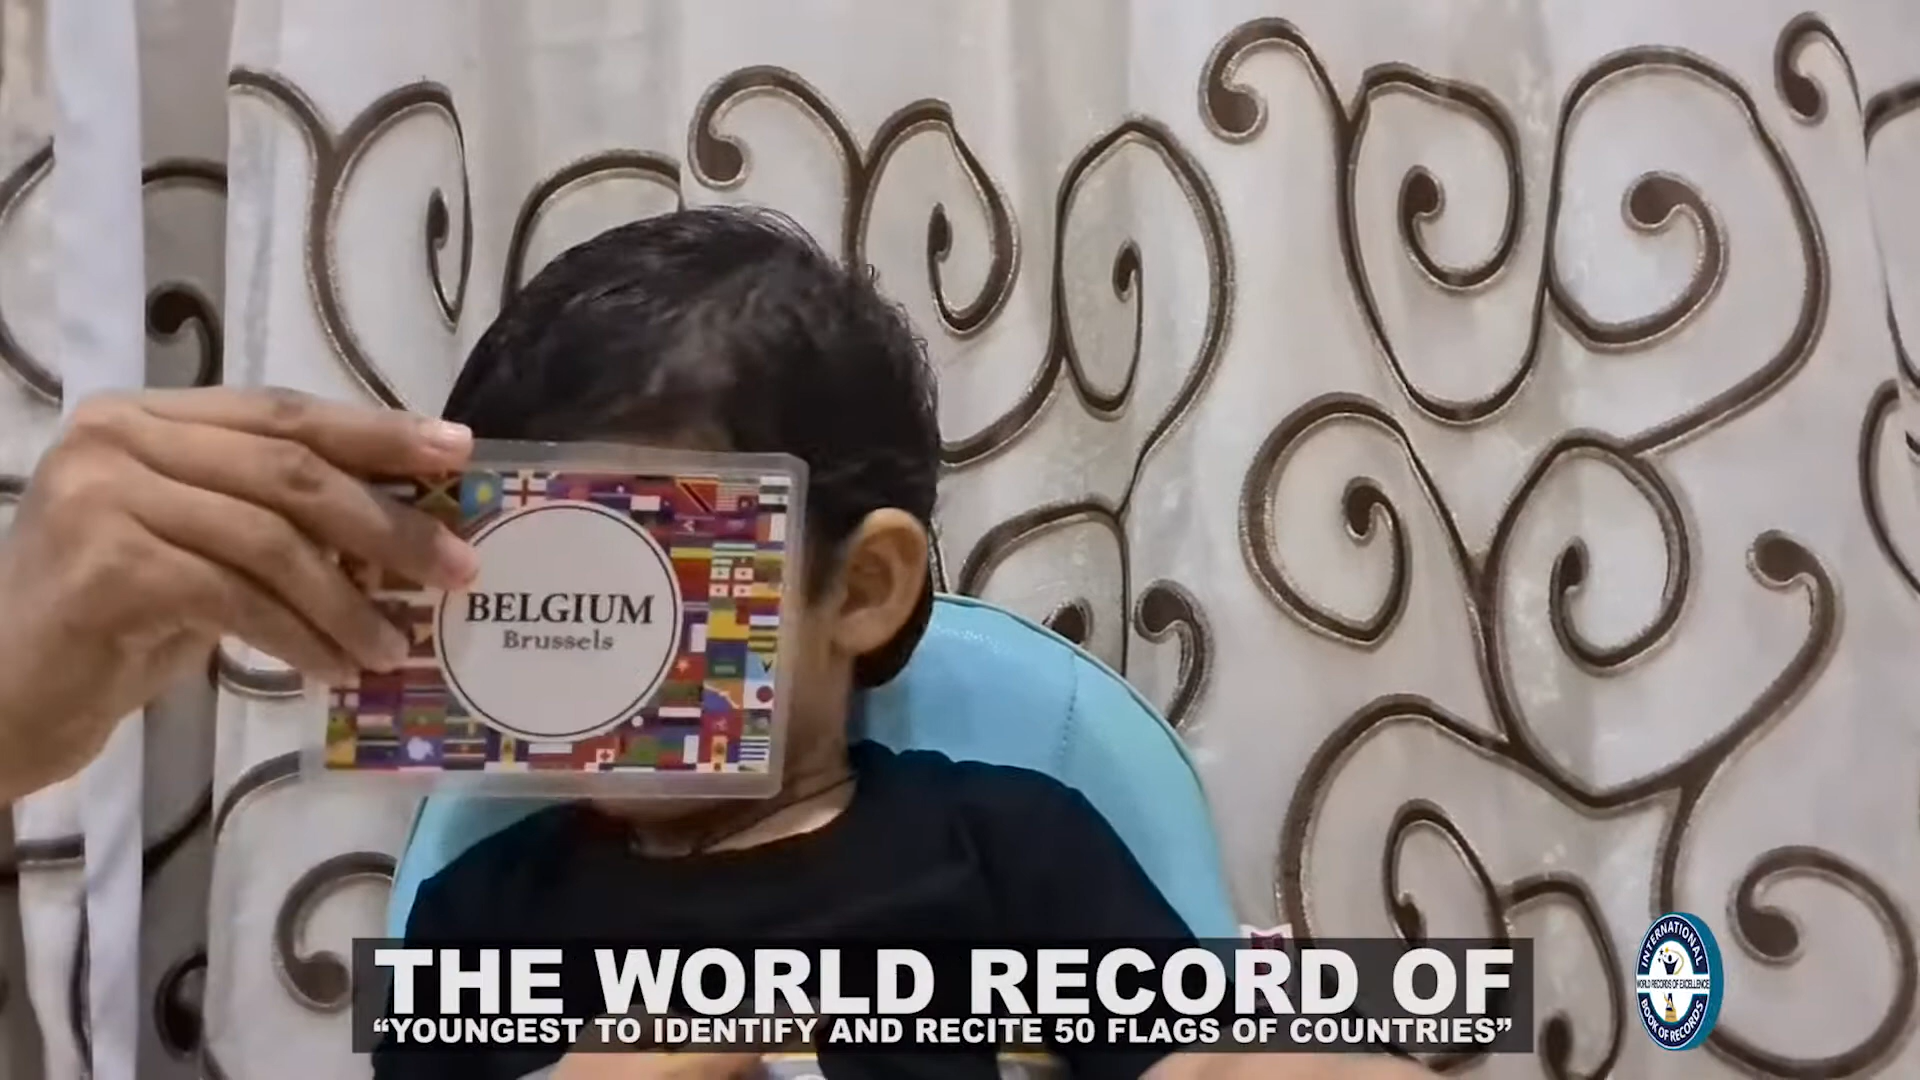 BELGIUM
Brussels
THE WORLD RECORD OF
“YOUNGEST TO IDENTIFY AND RECITE 50 FLAGS OF COUNTRIES”
INTERNATIONAL
WORLD RECORDS OF EXCELLENCE
BOOK OF RECORDS